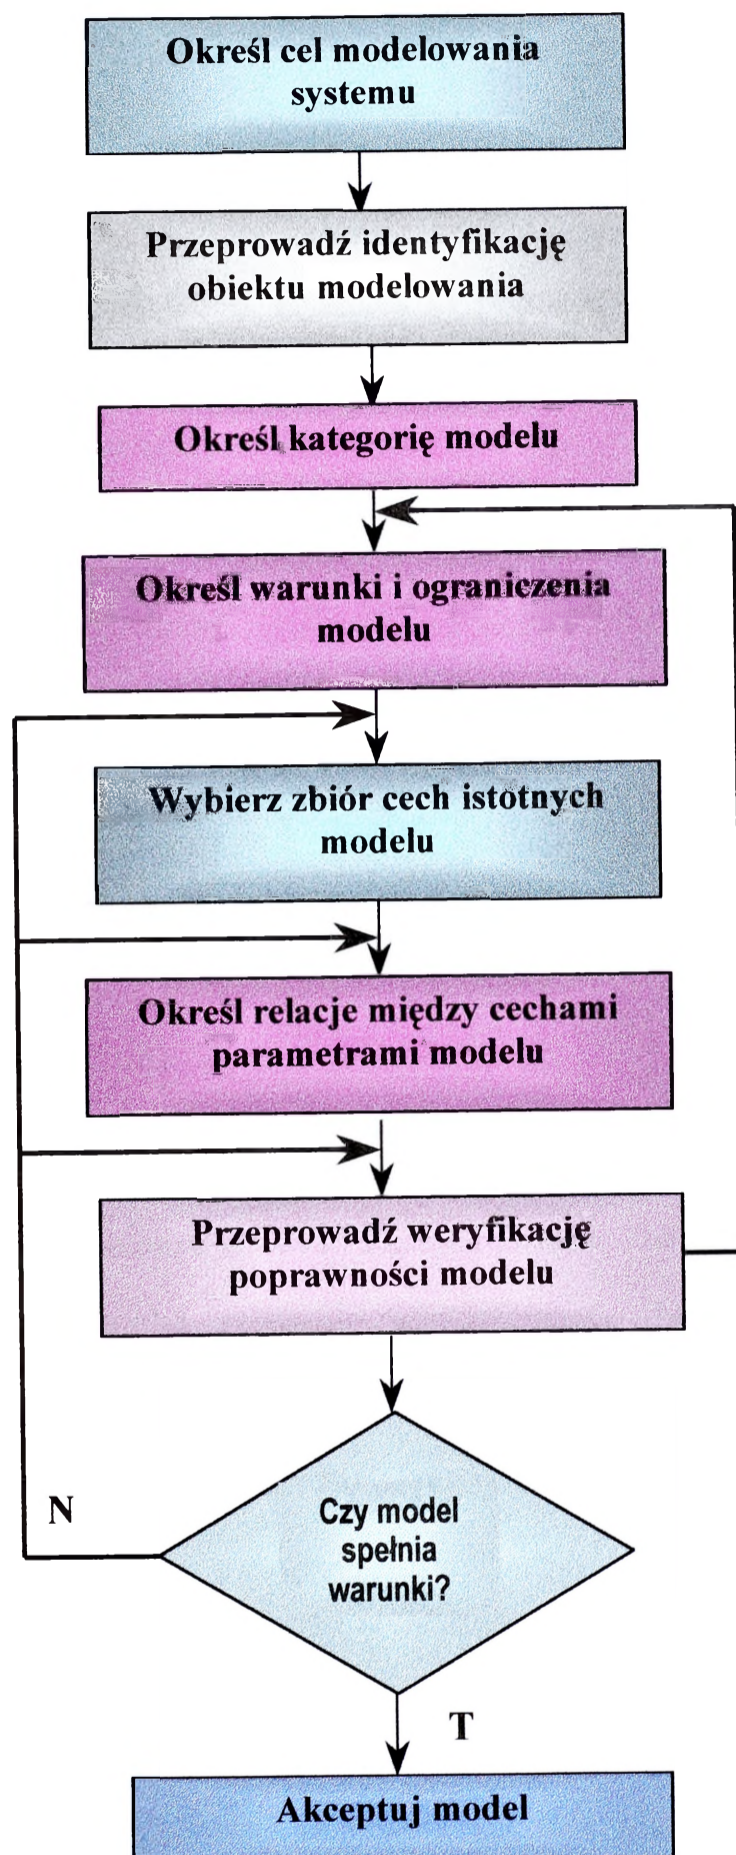 Określ cel modelowania
systemu
Przeprowadź identyfikację
obiektu modelowania
Określ kategorię modelu
Określ warunki i ograniczenia
modelu
Wybierz zbiór cech istotnych
modelu
Określ relacje między cechami
parametrami modelu
Przeprowadź weryfikację
poprawności modelu
Czy model
spełnia
warunki?
N
T
Akceptuj model